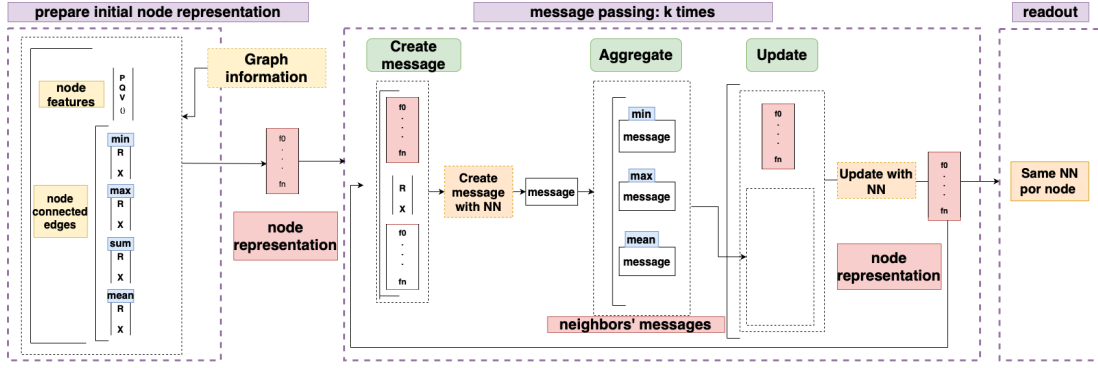 prepare initial node representation
message passing: k times
readout
Graph
information
node
features
P
Q
V
()
node
connected
edges
min
R
X
max
R
X
sum
R
X
mean
R
X
f0
.
.
.
fn
node
representation
Create
message
f0
.
.
.
fn
R
X
f0
.
.
.
fn
Create
message
with NN
message
Aggregate
min
message
max
message
mean
message
neighbors' messages
Update
f0
.
.
.
fn
Update with
NN
f0
.
.
.
fn
node
representation
Same NN
por node